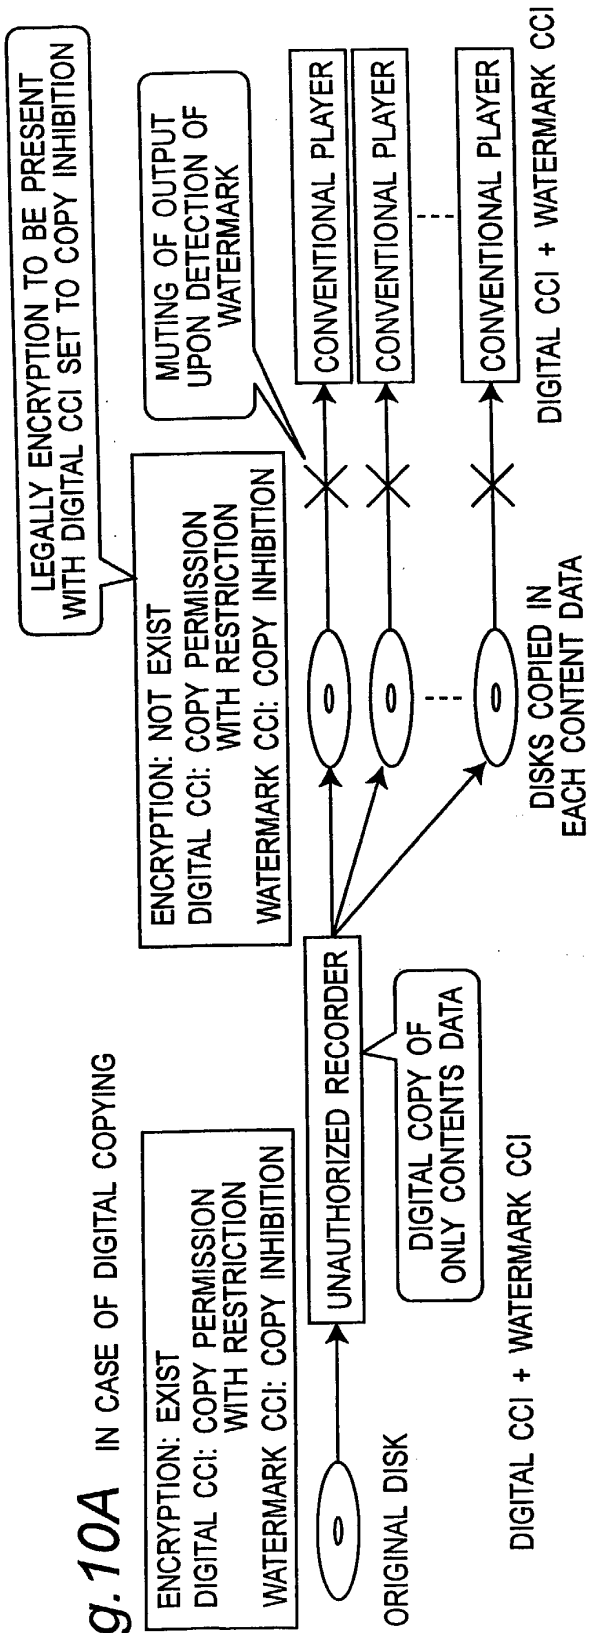 g.10A IN CASE OF DIGITAL COPYING
ENCRYPTION: EXIST
DIGITAL CCI: COPY PERMISSION
WITH RESTRICTION
WATERMARK CCI: COPY INHIBITION
ORIGINAL DISK
UNAUTHORIZED RECORDER
DIGITAL COPY OF
ONLY CONTENTS DATA
DIGITAL CCI + WATERMARK CCI
LEGALLY ENCRYPTION TO BE PRESENT
WITH DIGITAL CCI SET TO COPY INHIBITION
ENCRYPTION: NOT EXIST
DIGITAL CCI: COPY PERMISSION
WITH RESTRICTION
WATERMARK CCI: COPY INHIBITION
DISKS COPIED IN
EACH CONTENT DATA
MUTING OF OUTPUT
UPON DETECTION OF
WATERMARK
CONVENTIONAL PLAYER
CONVENTIONAL PLAYER
CONVENTIONAL PLAYER
DIGITAL CCI + WATERMARK CCI